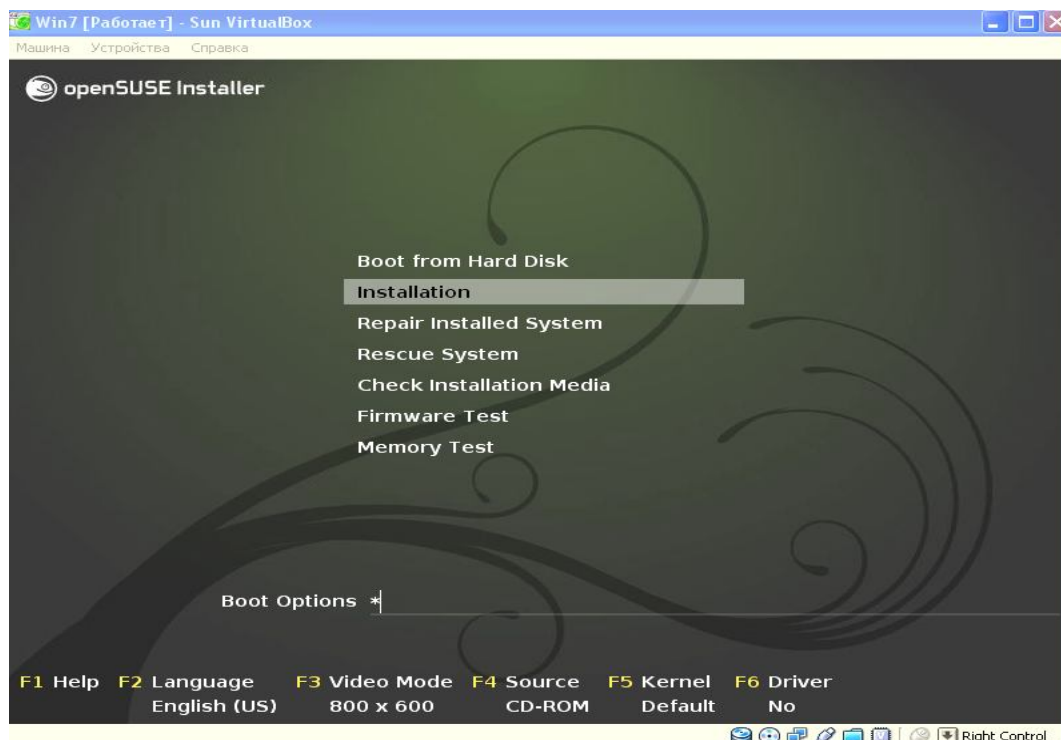 Win7 [Работает] - Sun VirtualBox
Машина Устройства Справка
openSUSE Installer
Boot from Hard Disk
Installation
Repair Installed System
Rescue System
Check Installation Media
Firmware Test
Memory Test
Boot Options *
F1 Help F2 Language F3 Video Mode F4 Source F5 Kernel F6 Driver
English (US) 800 x 600 CD-ROM Default No
Right Control